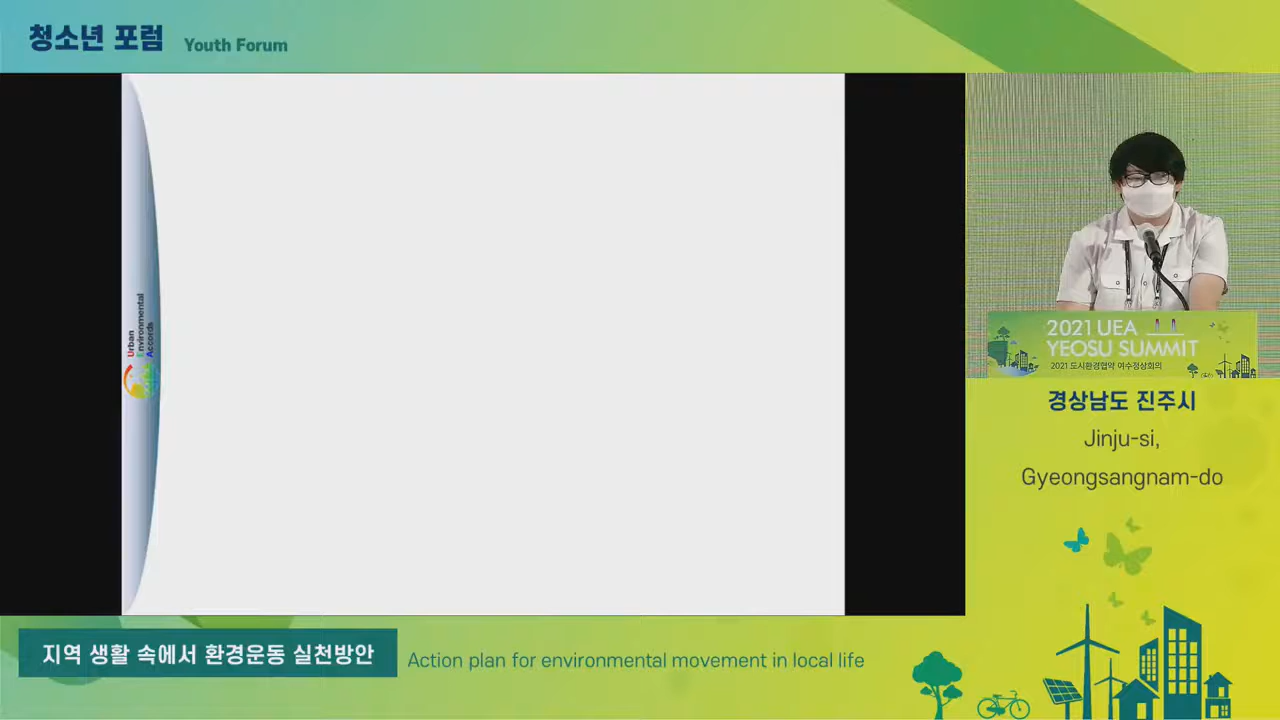 청소년 포럼 Youth Forum
Urban
Environmental
Accords
2021 UEA
YEOSU SUMMIT
2021 도시환경협약 여수정상회의
경상남도 진주시
Jinju-si,
Gyeongsangnam-do
지역 생활 속에서 환경운동 실천방안 Action plan for environmental movement in local life